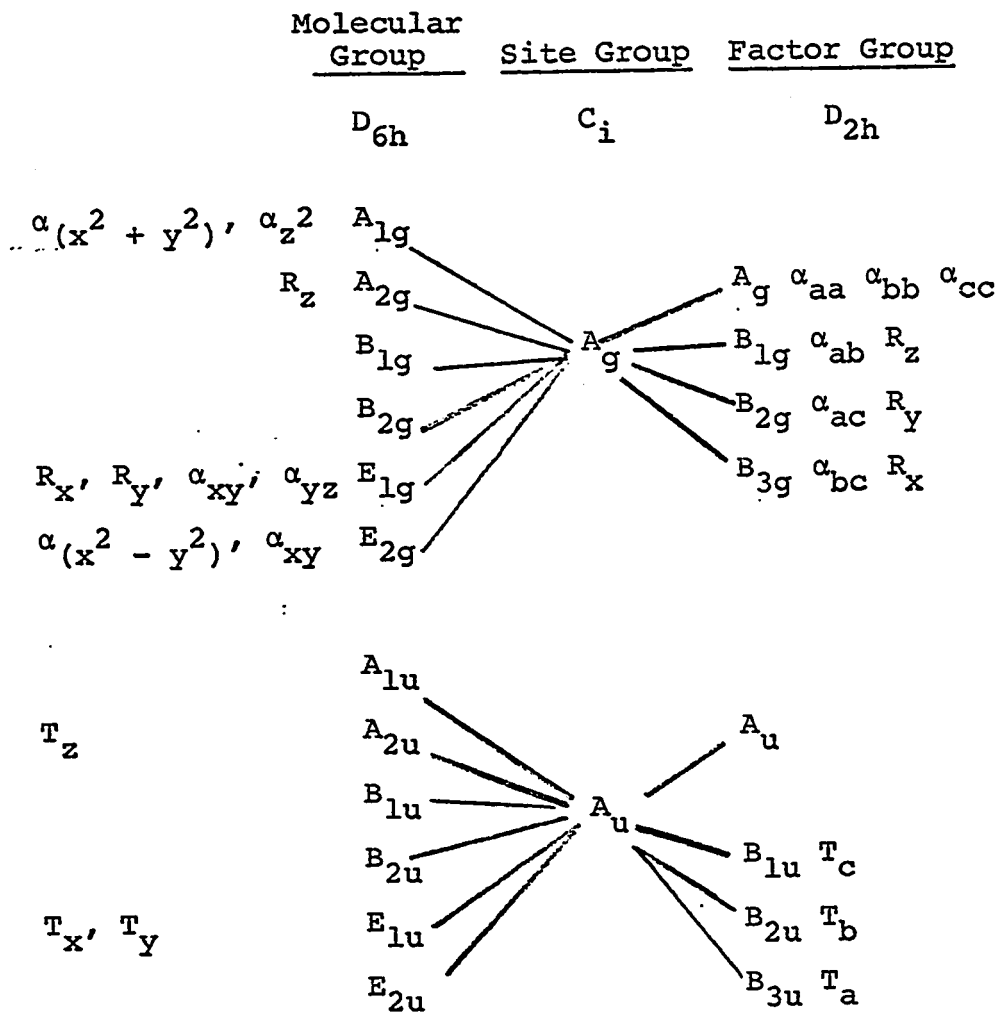 Molecular Group Site Group Factor Group
D6h Ci D2h
α(x² + y²), αz² A1g
Rz A2g Ag αaa αbb αcc
B1g Ag B1g αab Rz
B2g B2g αac Ry
Rx, Ry, αxy, αyz E1g B3g αbc Rx
α(x² - y²), αxy E2g
A1u
Tz A2u Au
B1u Au
B2u B1u Tc
Tx, Ty E1u B2u Tb
E2u B3u Ta